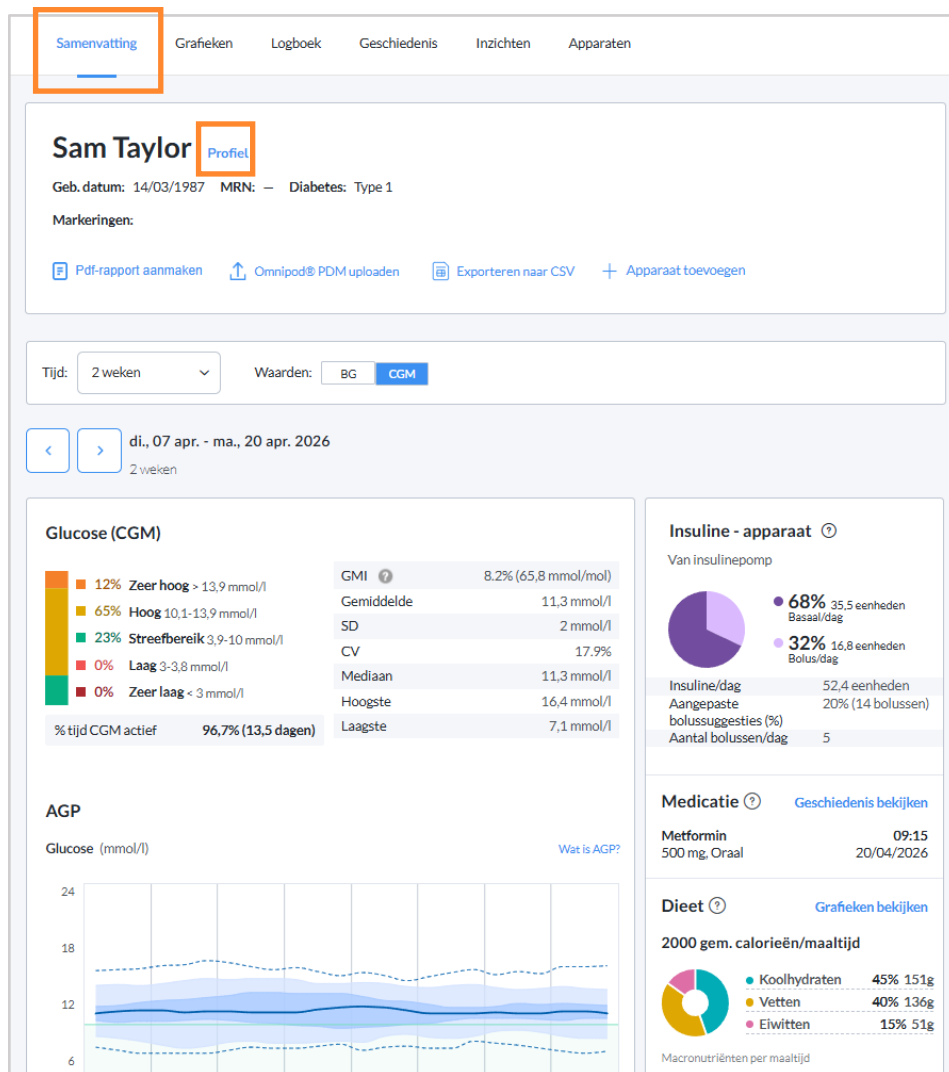 Samenvatting Grafieken Logboek Geschiedenis Inzichten Apparaten
Sam Taylor Profiel
Geb. datum: 14/03/1987 MRN: — Diabetes: Type 1
Markeringen:
Pdf-rapport aanmaken Omnipod® PDM uploaden Exporteren naar CSV Apparaat toevoegen
Tijd: 2 weken Waarden: BG CGM
di., 07 apr. - ma., 20 apr. 2026
2 weken
Glucose (CGM)
12% Zeer hoog > 13,9 mmol/l
65% Hoog 10,1-13,9 mmol/l
23% Streefbereik 3,9-10 mmol/l
0% Laag 3-3,8 mmol/l
0% Zeer laag < 3 mmol/l
% tijd CGM actief 96,7% (13,5 dagen)
GMI ? 8.2% (65,8 mmol/mol)
Gemiddelde 11,3 mmol/l
SD 2 mmol/l
CV 17.9%
Mediaan 11,3 mmol/l
Hoogste 16,4 mmol/l
Laagste 7,1 mmol/l
AGP
Glucose (mmol/l) Wat is AGP?
24
18
12
6
Insuline - apparaat ?
Van insulinepomp
68% 35,5 eenheden
Basaal/dag
32% 16,8 eenheden
Bolus/dag
Insuline/dag 52,4 eenheden
Aangepaste 20% (14 bolussen)
bolussuggesties (%)
Aantal bolussen/dag 5
Medicatie ? Geschiedenis bekijken
Metformin 09:15
500 mg, Oraal 20/04/2026
Dieet ? Grafieken bekijken
2000 gem. calorieën/maaltijd
Koolhydraten 45% 151g
Vetten 40% 136g
Eiwitten 15% 51g
Macronutriënten per maaltijd